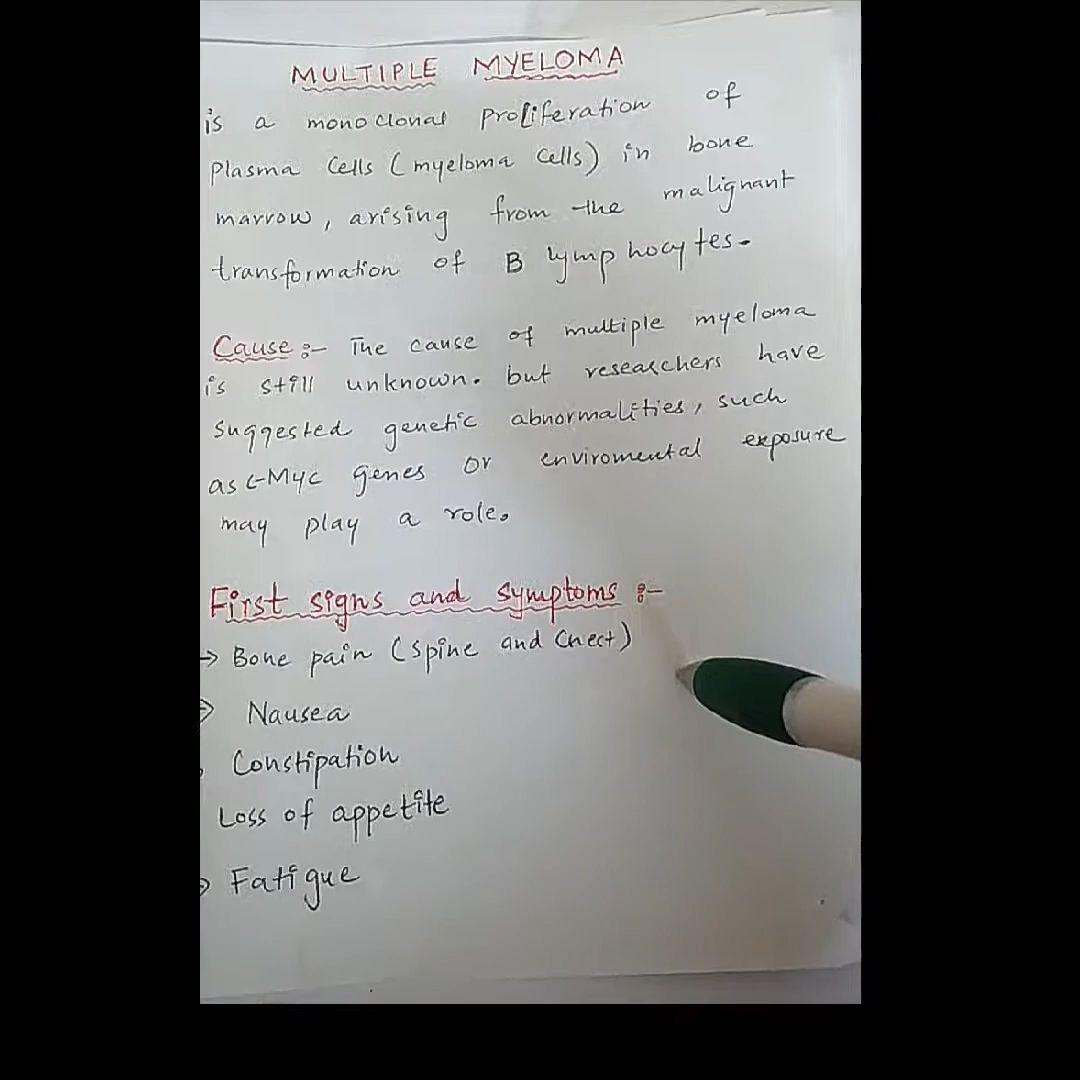 MULTIPLE MYELOMA
is a monoclonal proliferation of
plasma cells (myeloma cells) in bone
marrow, arising from the malignant
transformation of B lymphocytes.
Cause :- The cause of multiple myeloma
is still unknown. but researchers have
suggested genetic abnormalities, such
as c-Myc genes or enviromental exposure
may play a role.
First signs and symptoms :-
→ Bone pain (spine and Chect)
→ Nausea
Constipation
Loss of appetite
→ Fatigue